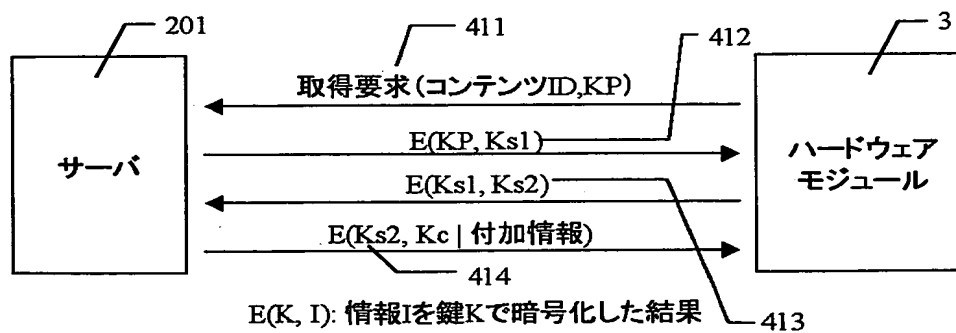 201
411
412
3
取得要求(コンテンツID,KP)
E(KP, Ks1)
サーバ
ハードウェア
モジュール
E(Ks1, Ks2)
E(Ks2, Kc | 付加情報)
414
413
E(K, I): 情報Iを鍵Kで暗号化した結果